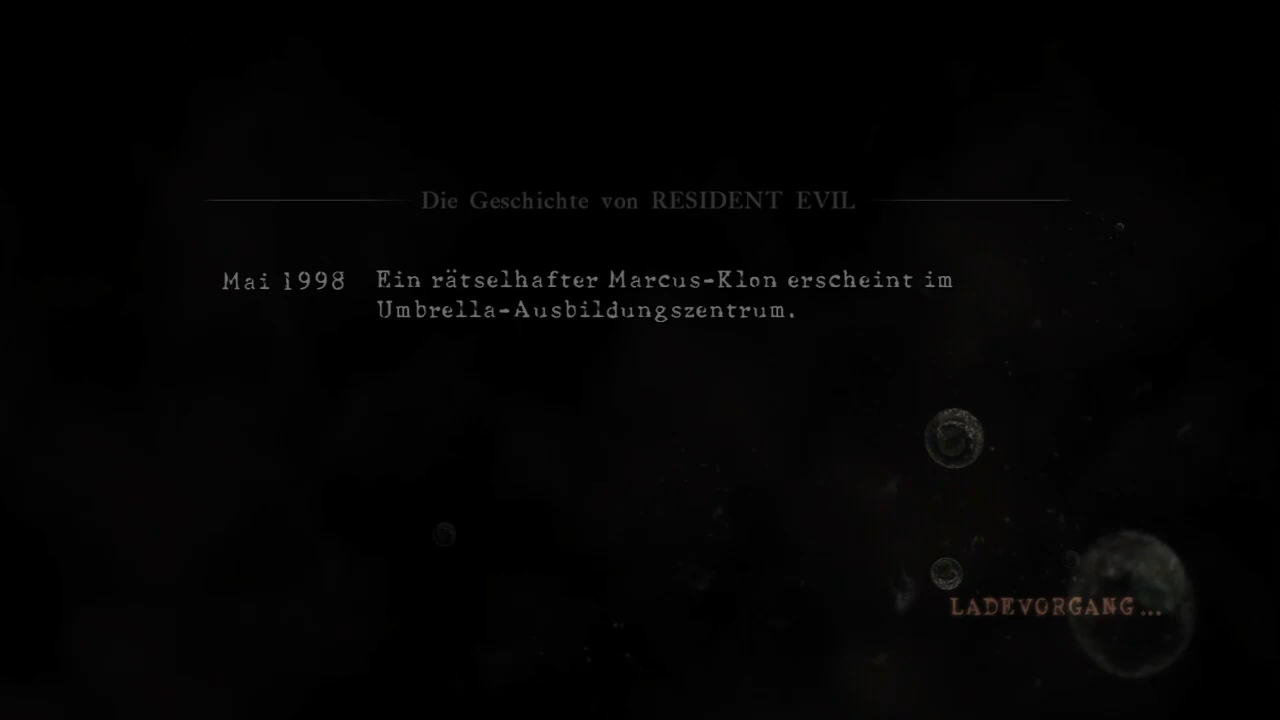 Die Geschichte von RESIDENT EVIL
Mai 1998 Ein rätselhafter Marcus-Klon erscheint im
Umbrella-Ausbildungszentrum.
LADEVORGANG...